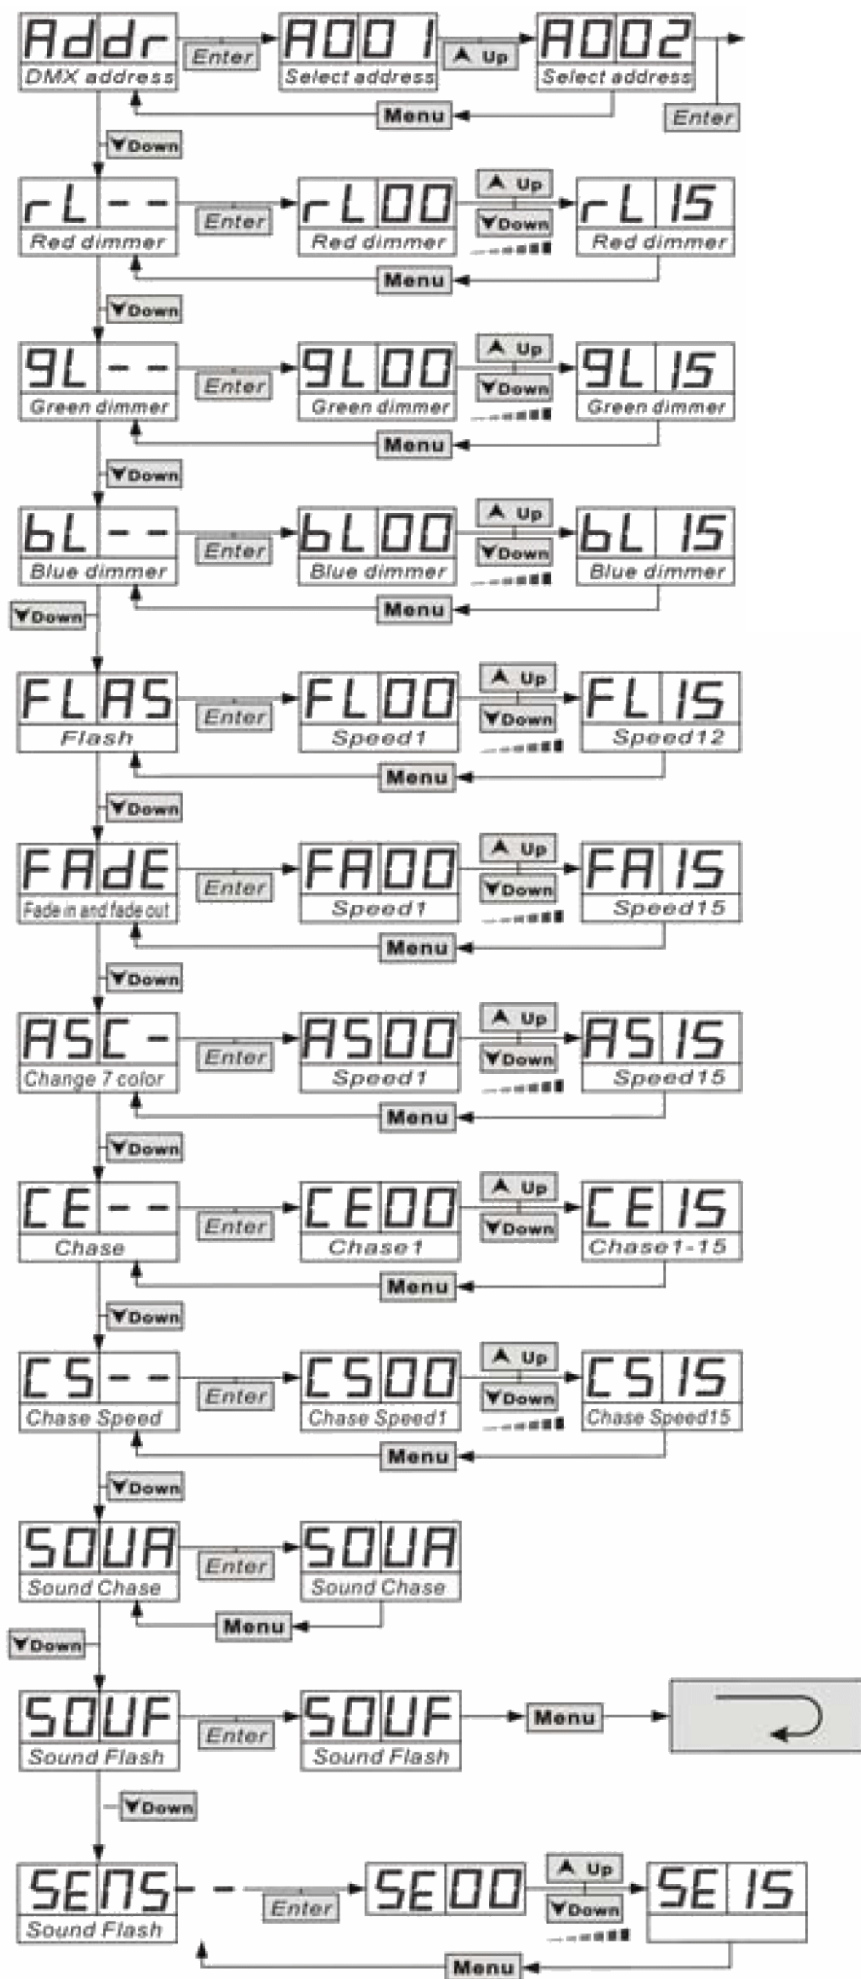 Addr Enter A001 Up A002
DMX address Select address Select address
Menu Enter
Down
rL-- Enter rL00 Up Down rL15
Red dimmer Red dimmer Red dimmer
Menu
Down
gL-- Enter gL00 Up Down gL15
Green dimmer Green dimmer Green dimmer
Menu
Down
bL-- Enter bL00 Up Down bL15
Blue dimmer Blue dimmer Blue dimmer
Menu
Down
FLAS Enter FL00 Up Down FL15
Flash Speed1 Speed12
Menu
Down
FAdE Enter FA00 Up Down FA15
Fade in and fade out Speed1 Speed15
Menu
Down
ASC- Enter AS00 Up Down AS15
Change 7 color Speed1 Speed15
Menu
Down
CE-- Enter CE00 Up Down CE15
Chase Chase1 Chase1-15
Menu
Down
CS-- Enter CS00 Up Down CS15
Chase Speed Chase Speed1 Chase Speed15
Menu
Down
SOUA Enter SOUA
Sound Chase Sound Chase
Menu
Down
SOUF Enter SOUF Menu
Sound Flash Sound Flash
Down
SENS-- Enter SE00 Up Down SE15
Sound Flash
Menu